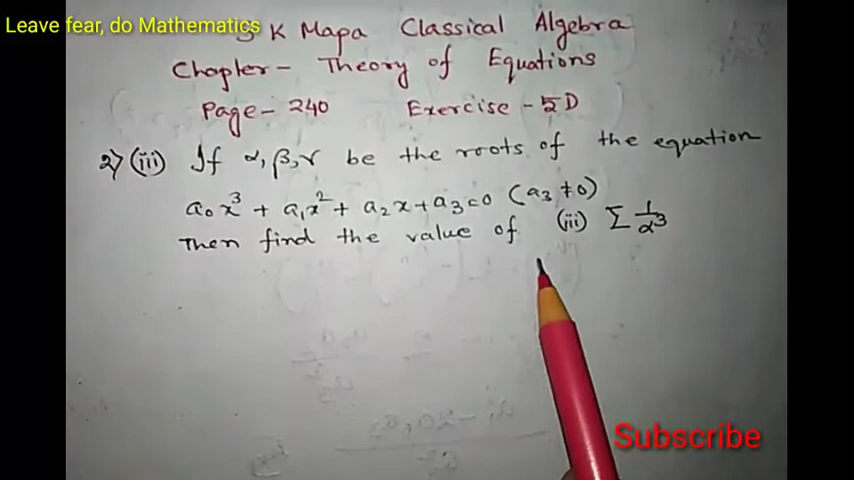 Leave fear, do Mathematics
S K Mapa Classical Algebra
Chapter- Theory of Equations
Page- 240 Exercise - 5D
2) (iii) If α, β, γ be the roots of the equation
a₀x³ + a₁x² + a₂x + a₃ = 0 (a₃ ≠ 0)
Then find the value of (ii) Σ 1/α³
Subscribe